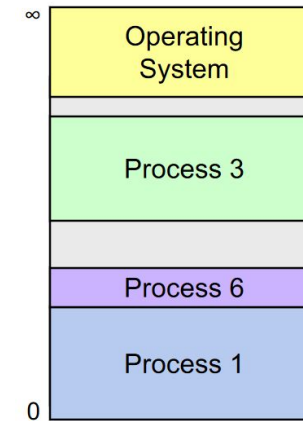 ∞
Operating
System
Process 3
Process 6
Process 1
0